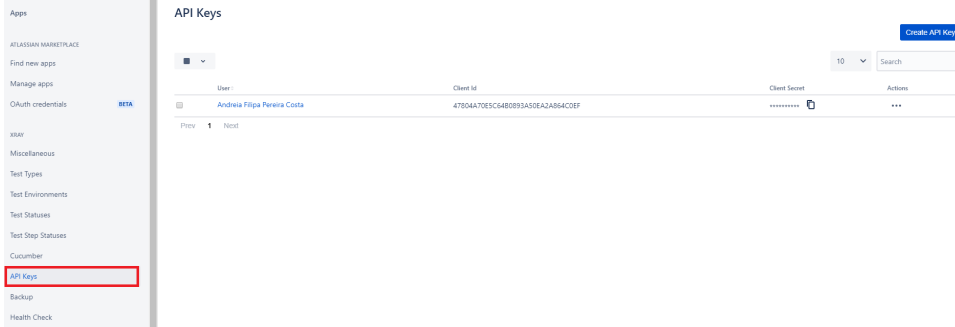 Apps
ATLASSIAN MARKETPLACE
Find new apps
Manage apps
OAuth credentials BETA
XRAY
Miscellaneous
Test Types
Test Environments
Test Statuses
Test Step Statuses
Cucumber
API Keys
Backup
Health Check
API Keys
Create API Key
10 Search
User Client Id Client Secret Actions
Andreia Filipa Pereira Costa 47804A70E5C64B0893A50EA2A864C0EF •••••••••• •••
Prev 1 Next